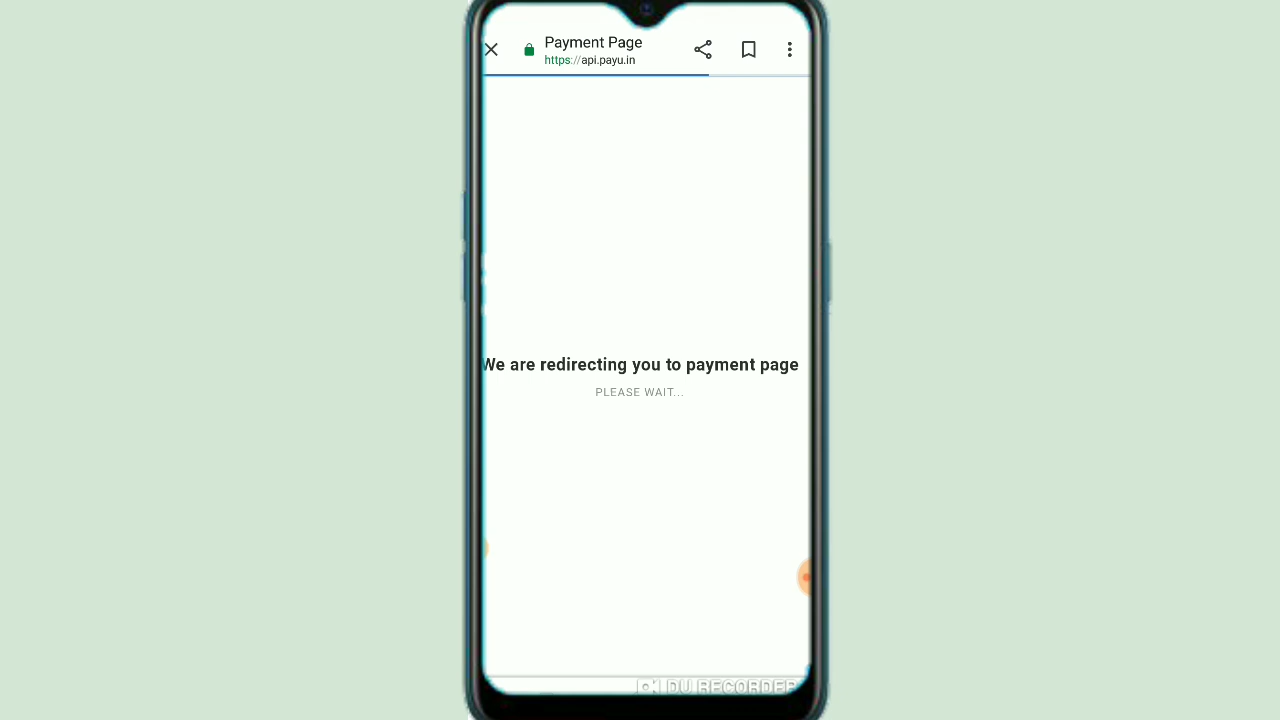 Payment Page
https://api.payu.in
We are redirecting you to payment page
PLEASE WAIT...
DU RECORDER